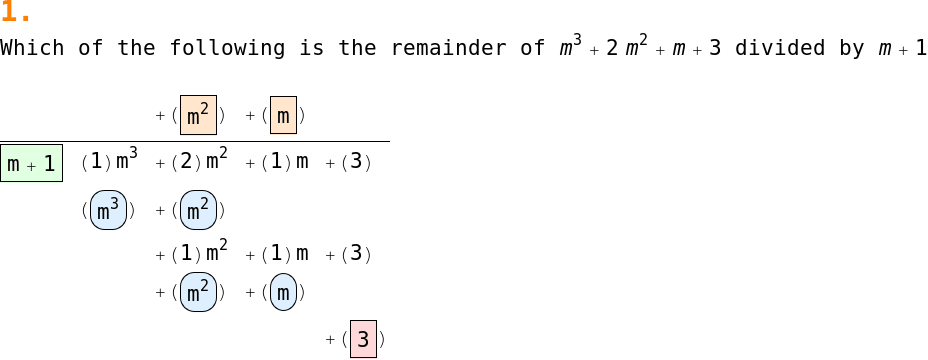 1.
Which of the following is the remainder of m³ + 2 m² + m + 3 divided by m + 1
+ (m²) + (m)
m + 1 (1)m³ + (2)m² + (1)m + (3)
(m³) + (m²)
+ (1)m² + (1)m + (3)
+ (m²) + (m)
+ (3)